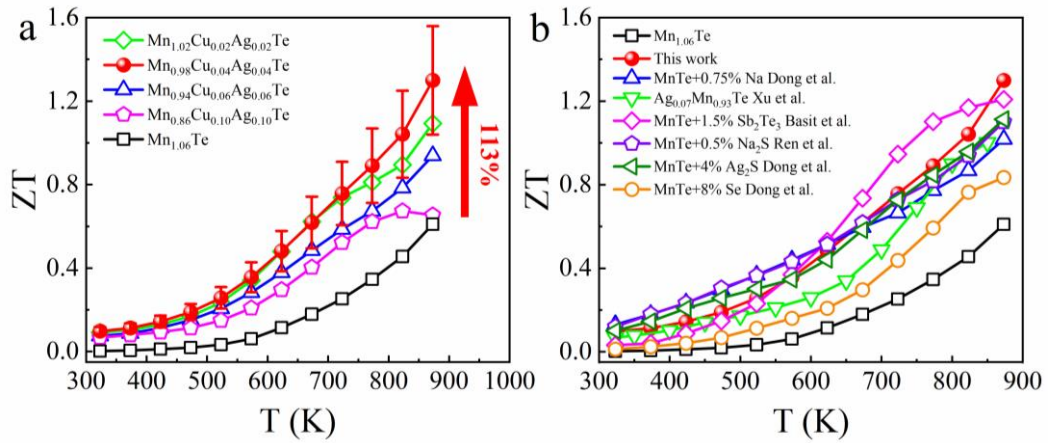 a
Mn1.02Cu0.02Ag0.02Te
Mn0.98Cu0.04Ag0.04Te
Mn0.94Cu0.06Ag0.06Te
Mn0.86Cu0.10Ag0.10Te
Mn1.06Te
113%
1.6
1.2
0.8
0.4
0.0
ZT
300 400 500 600 700 800 900 1000
T (K)
b
Mn1.06Te
This work
MnTe+0.75% Na Dong et al.
Ag0.07Mn0.93Te Xu et al.
MnTe+1.5% Sb2Te3 Basit et al.
MnTe+0.5% Na2S Ren et al.
MnTe+4% Ag2S Dong et al.
MnTe+8% Se Dong et al.
1.6
1.2
0.8
0.4
0.0
ZT
300 400 500 600 700 800 900
T (K)